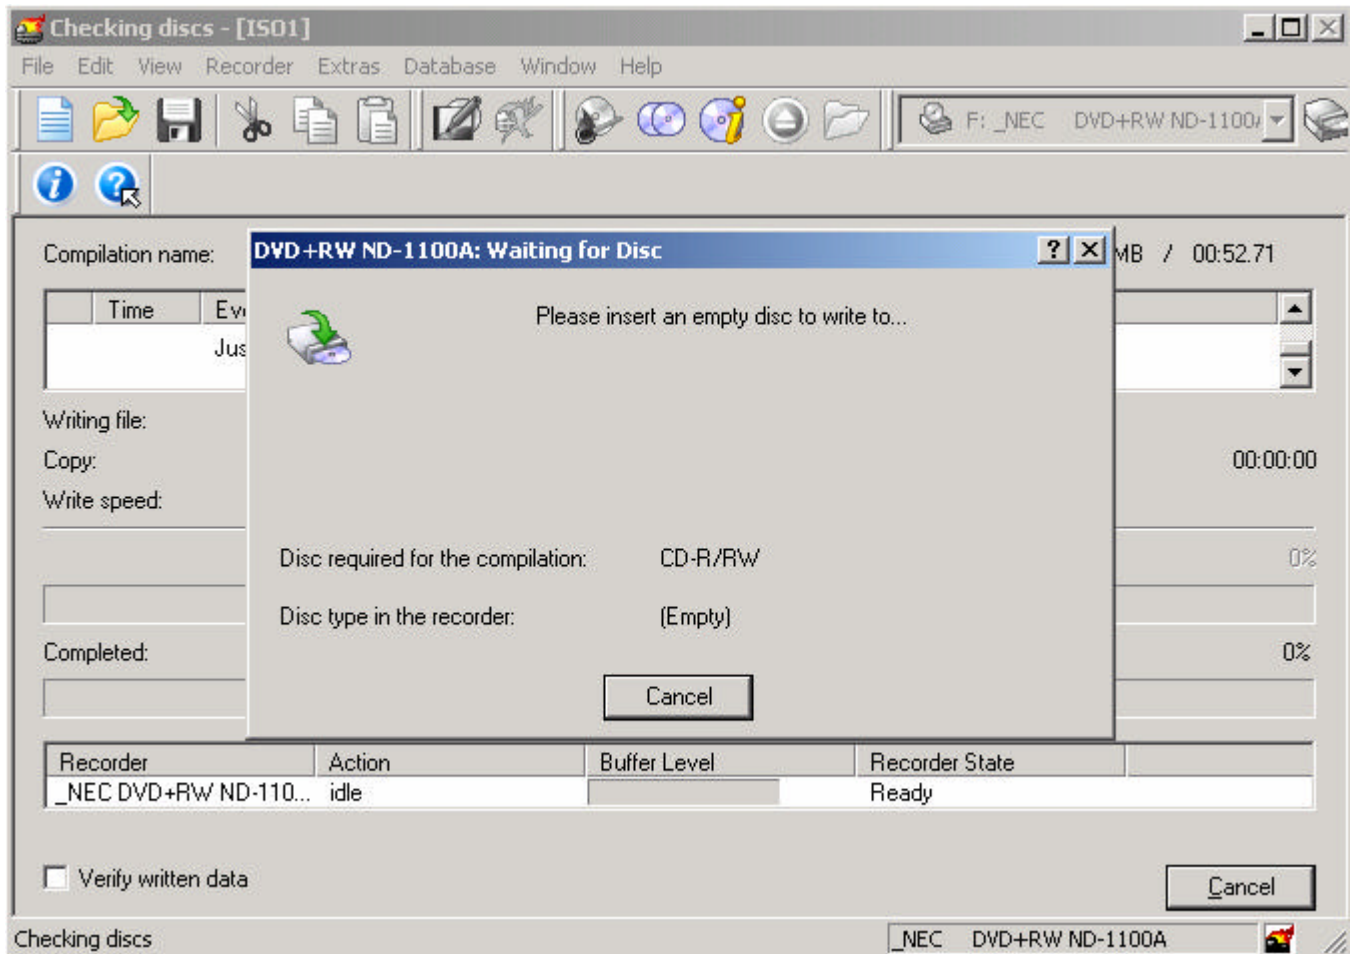 Checking discs - [ISO1]
File Edit View Recorder Extras Database Window Help
F: _NEC DVD+RW ND-1100
Compilation name:
MB / 00:52.71
DVD+RW ND-1100A: Waiting for Disc
Time
Please insert an empty disc to write to...
Writing file:
Copy:
00:00:00
Write speed:
Disc required for the compilation: CD-R/RW
0%
Disc type in the recorder: (Empty)
Completed:
0%
Cancel
Recorder Action Buffer Level Recorder State
_NEC DVD+RW ND-110... idle Ready
Verify written data
Cancel
Checking discs
_NEC DVD+RW ND-1100A